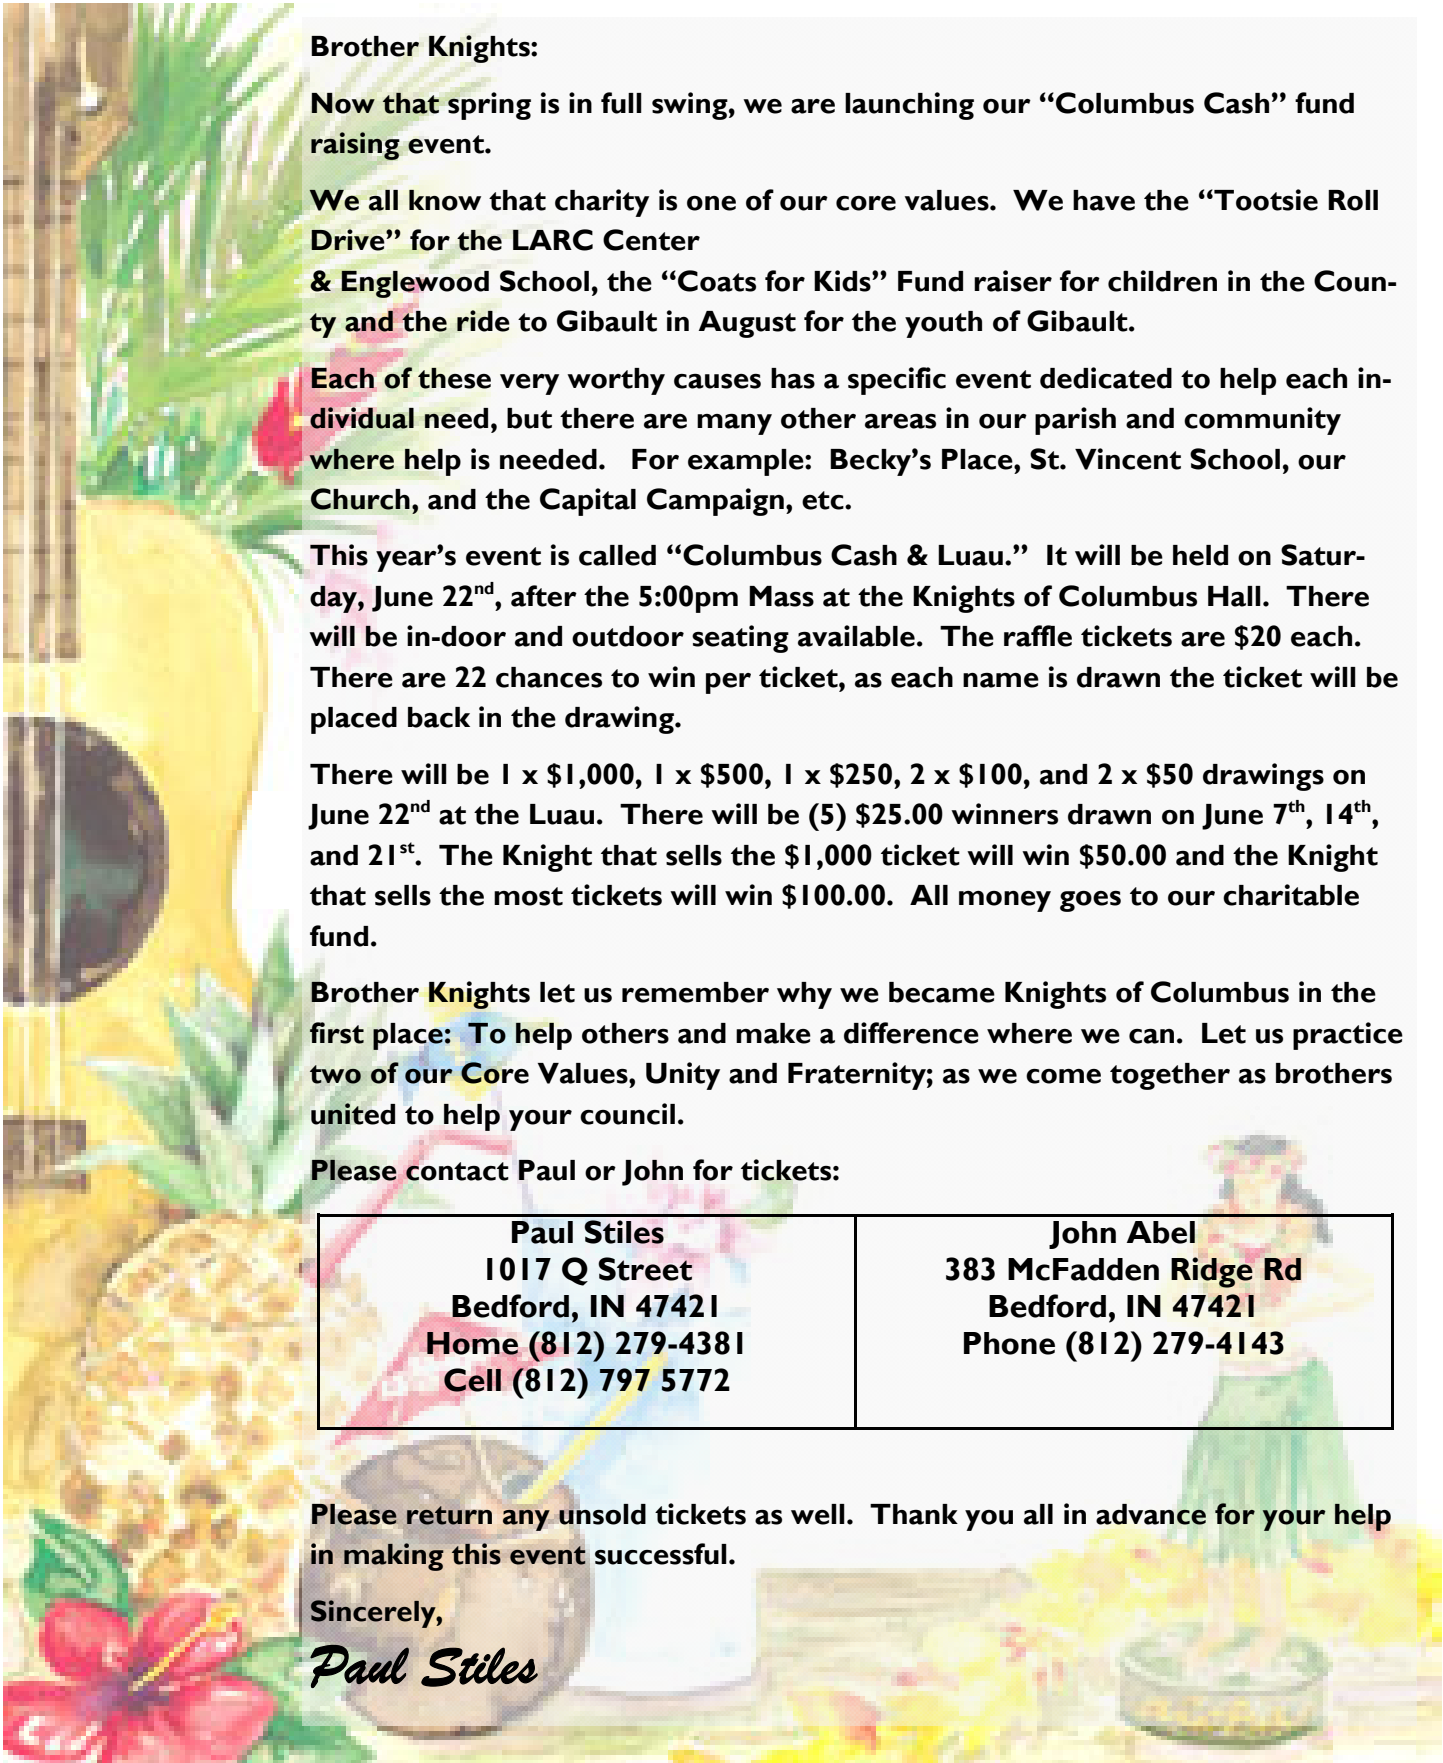 Brother Knights:
Now that spring is in full swing, we are launching our “Columbus Cash” fund
raising event.
We all know that charity is one of our core values.  We have the “Tootsie Roll
Drive” for the LARC Center
& Englewood School, the “Coats for Kids” Fund raiser for children in the Coun-
ty and the ride to Gibault in August for the youth of Gibault.
Each of these very worthy causes has a specific event dedicated to help each in-
dividual need, but there are many other areas in our parish and community
where help is needed.   For example:  Becky’s Place, St. Vincent School, our
Church, and the Capital Campaign, etc.
This year’s event is called “Columbus Cash & Luau.”  It will be held on Satur-
day, June 22nd, after the 5:00pm Mass at the Knights of Columbus Hall.  There
will be in-door and outdoor seating available.  The raffle tickets are $20 each.
There are 22 chances to win per ticket, as each name is drawn the ticket will be
placed back in the drawing.
There will be 1 x $1,000, 1 x $500, 1 x $250, 2 x $100, and 2 x $50 drawings on
June 22nd at the Luau.  There will be (5) $25.00 winners drawn on June 7th, 14th,
and 21st.  The Knight that sells the $1,000 ticket will win $50.00 and the Knight
that sells the most tickets will win $100.00.  All money goes to our charitable
fund.
Brother Knights let us remember why we became Knights of Columbus in the
first place:  To help others and make a difference where we can.  Let us practice
two of our Core Values, Unity and Fraternity; as we come together as brothers
united to help your council.
Please contact Paul or John for tickets:
Paul Stiles
1017 Q Street
Bedford, IN 47421
Home (812) 279-4381
Cell (812) 797 5772
John Abel
383 McFadden Ridge Rd
Bedford, IN 47421
Phone (812) 279-4143
Please return any unsold tickets as well.  Thank you all in advance for your help
in making this event successful.
Sincerely,
Paul Stiles